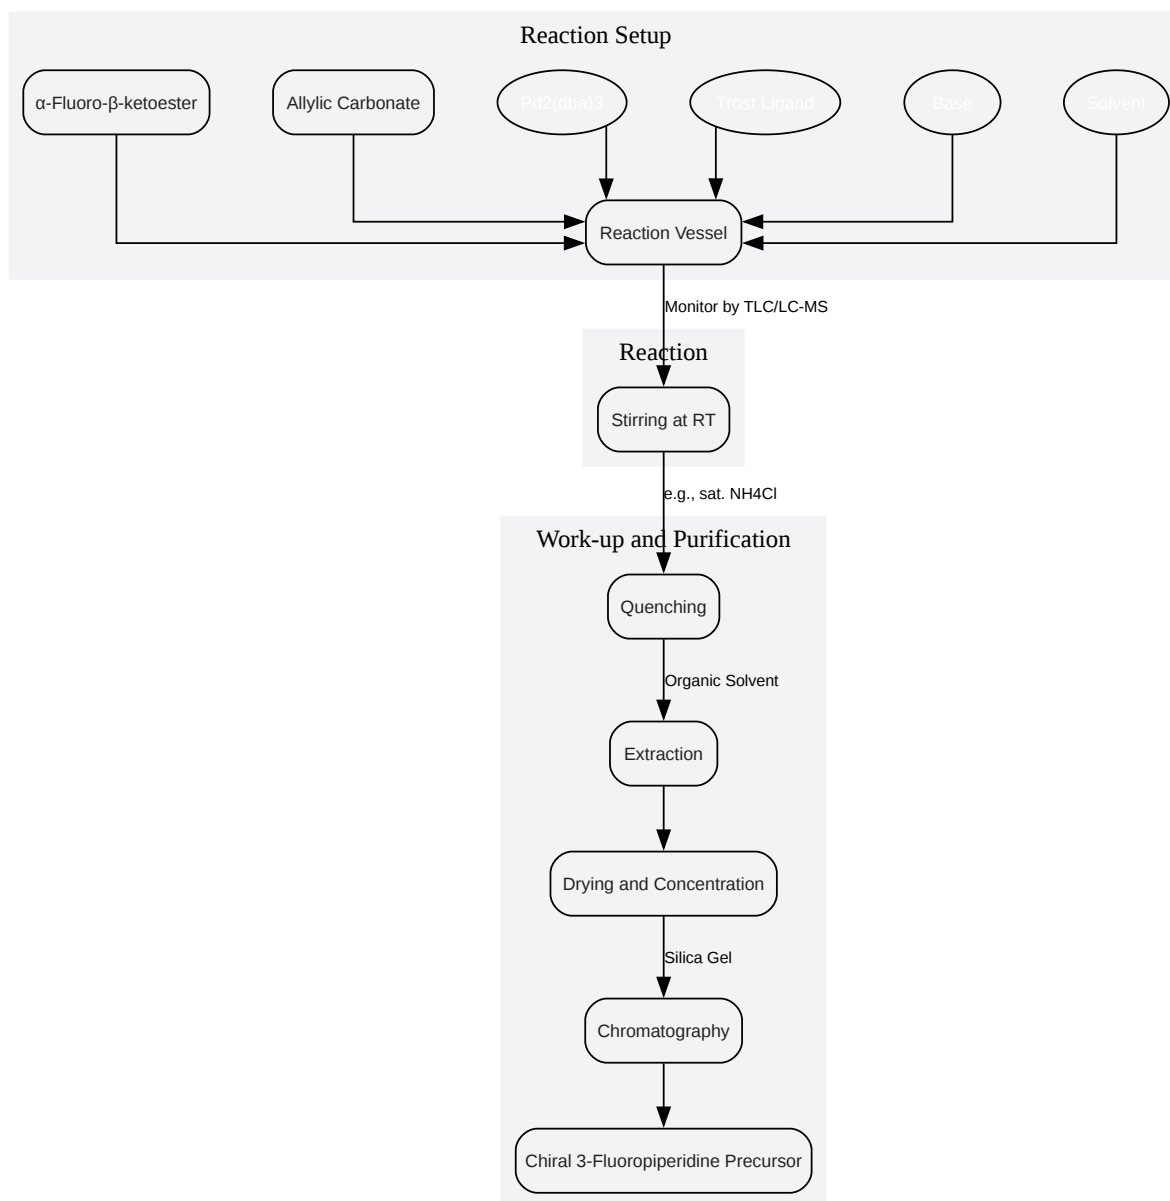 Reaction Setup
α-Fluoro-β-ketoester
Allylic Carbonate
Pd2(dba)3
Trost Ligand
Base
Solvent
Reaction Vessel
Monitor by TLC/LC-MS
Reaction
Stirring at RT
e.g., sat. NH4Cl
Work-up and Purification
Quenching
Organic Solvent
Extraction
Drying and Concentration
Silica Gel
Chromatography
Chiral 3-Fluoropiperidine Precursor